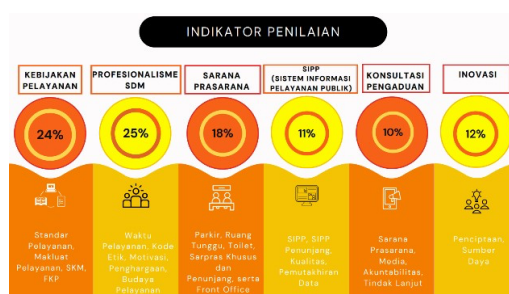 INDIKATOR PENILAIAN
KEBIJAKAN
PELAYANAN
PROFESIONALISME
SDM
SARANA
PRASARANA
SIPP
(SISTEM INFORMASI
PELAYANAN PUBLIK)
KONSULTASI
PENGADUAN
INOVASI
24%
25%
18%
11%
10%
12%
Standar
Pelayanan,
Makluat
Pelayanan, SKM,
FKP
Waktu
Pelayanan, Kode
Etik, Motivasi,
Penghargaan,
Budaya
Pelayanan
Parkir, Ruang
Tunggu, Toilet,
Sarpras Khusus
dan
Penunjang, serta
Front Office
SIPP, SIPP
Penunjang,
Kualitas,
Pemutakhiran
Data
Sarana
Prasarana,
Media,
Akuntabilitas,
Tindak Lanjut
Penciptaan,
Sumber
Daya